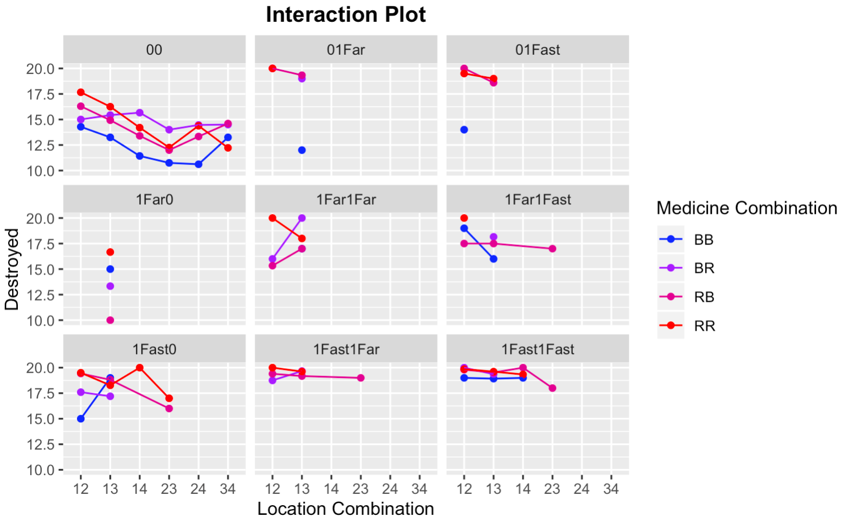 Interaction Plot
00 01Far 01Fast
20.0
17.5
15.0
12.5
10.0
1Far0 1Far1Far 1Far1Fast
20.0
17.5
15.0
12.5
10.0
Destroyed
1Fast0 1Fast1Far 1Fast1Fast
20.0
17.5
15.0
12.5
10.0
12 13 14 23 24 34 12 13 14 23 24 34 12 13 14 23 24 34
Location Combination
Medicine Combination
BB
BR
RB
RR